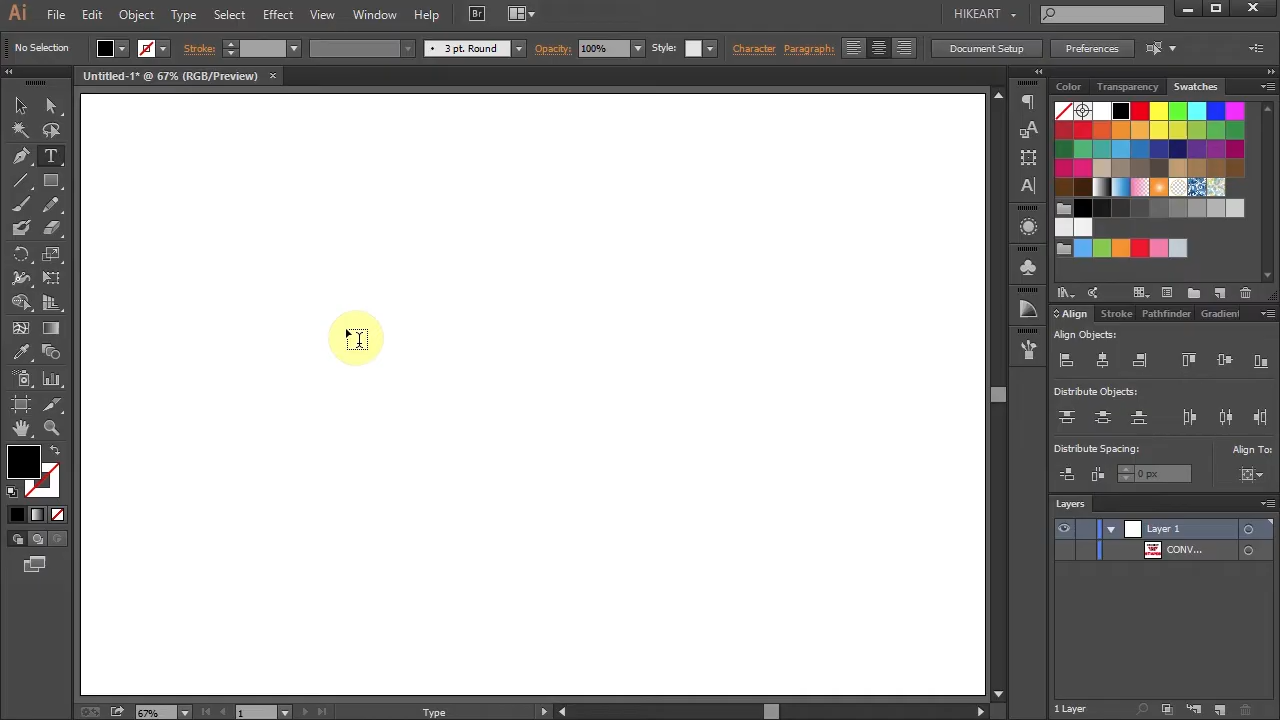 Ai File Edit Object Type Select Effect View Window Help Br HIKEART
No Selection Stroke: 3 pt. Round Opacity: 100% Style: Character Paragraph: Document Setup Preferences
Untitled-1* @ 67% (RGB/Preview)
Color Transparency Swatches
Align Stroke Pathfinder Gradient
Align Objects:
Distribute Objects:
Distribute Spacing: Align To:
0 px
Layers
Layer 1
CONV...
1 Layer
67% 1 Type